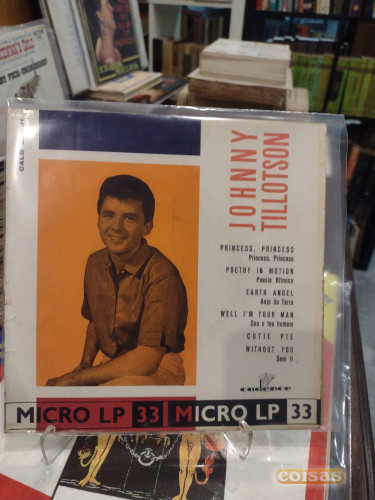 JOHNNY
TILLOTSON
PRINCESS, PRINCESS
Princesa, Princesa
POETRY IN MOTION
Poesia Ritmica
EARTH ANGEL
Anjo da Terra
WELL I'M YOUR MAN
Sou o teu homem
CUTIE PIE
WITHOUT YOU
Sem ti
MICRO LP 33 MICRO LP 33
coisas